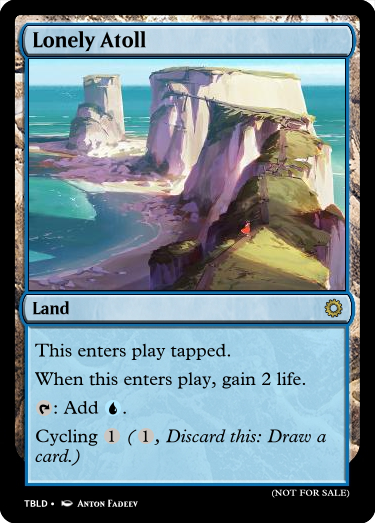 Lonely Atoll
Land
This enters play tapped.
When this enters play, gain 2 life.
: Add .
Cycling 1 ( 1 , Discard this: Draw a
card.)
(NOT FOR SALE)
TBLD • Anton Fadeev